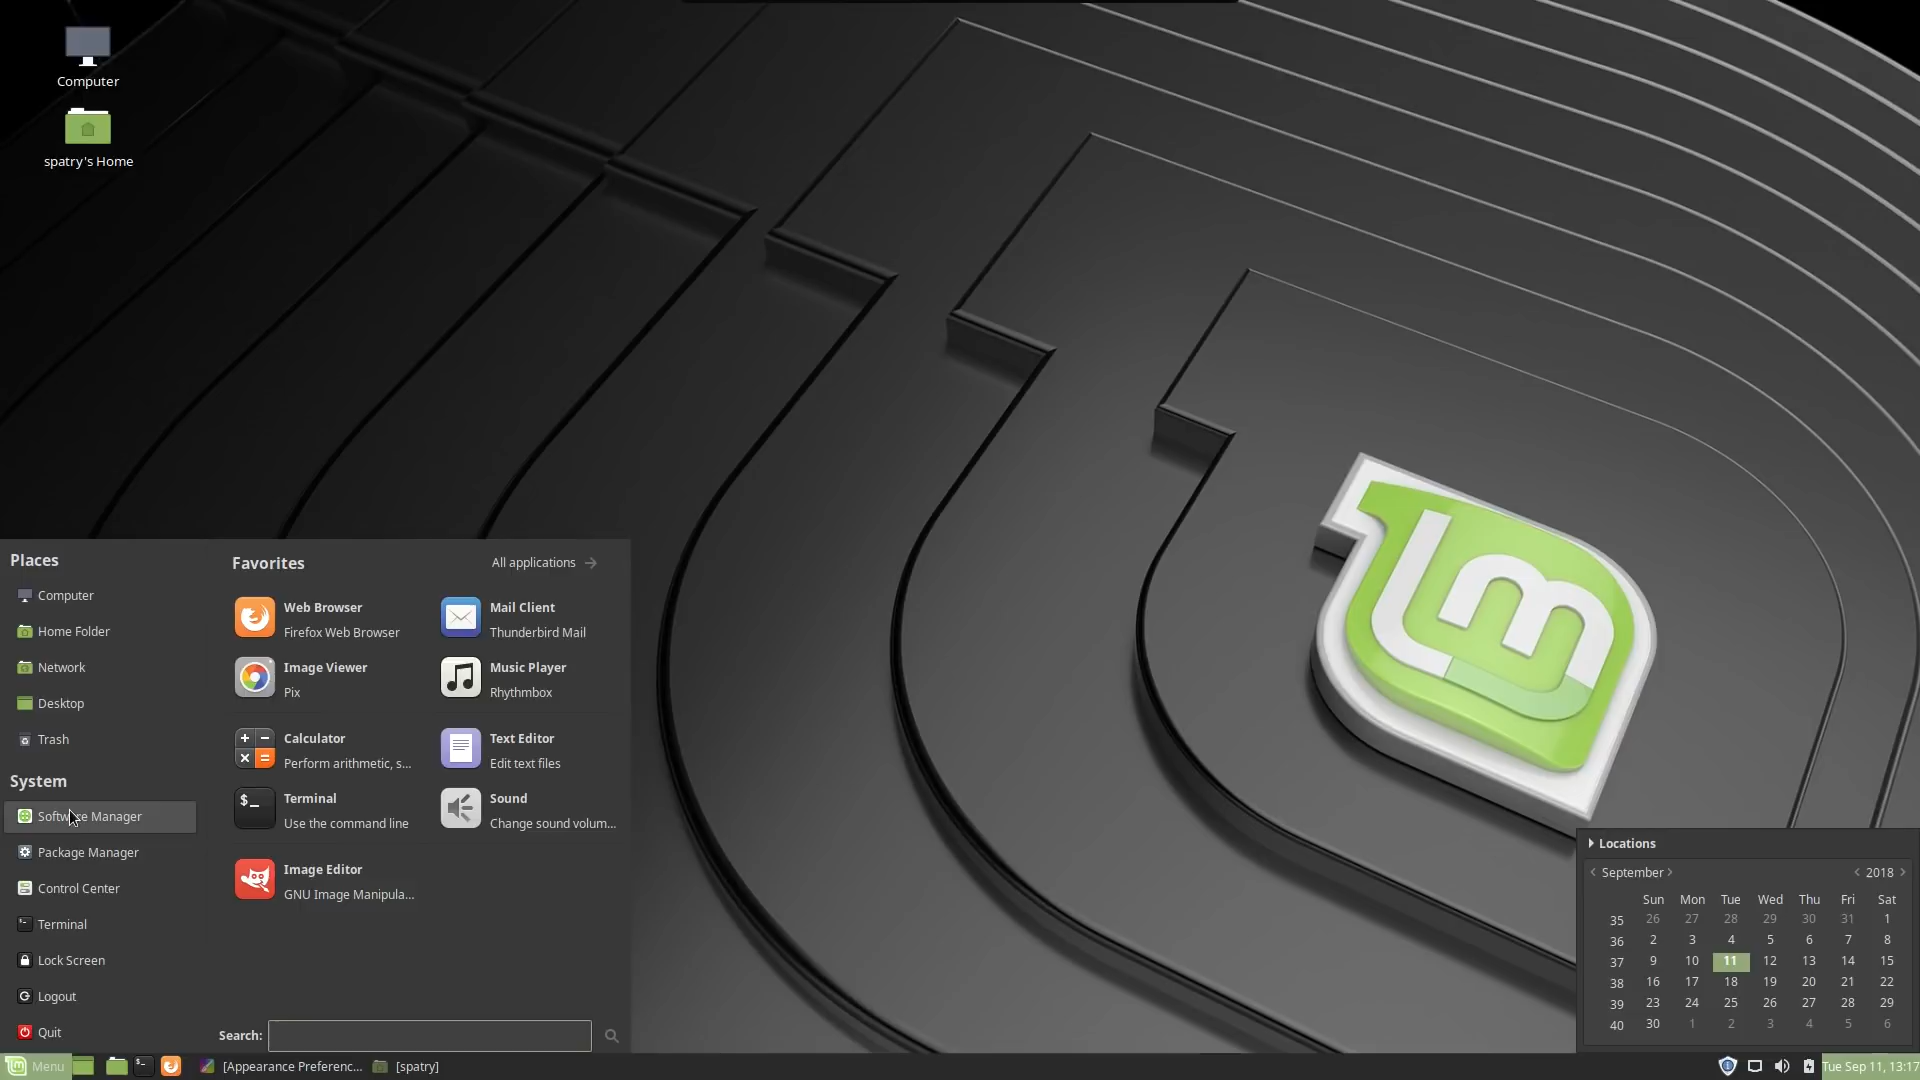 Computer
spatry's Home
Places
Computer
Home Folder
Network
Desktop
Trash
System
Software Manager
Package Manager
Control Center
Terminal
Lock Screen
Logout
Quit
Favorites
All applications
Web Browser
Firefox Web Browser
Mail Client
Thunderbird Mail
Image Viewer
Pix
Music Player
Rhythmbox
Calculator
Perform arithmetic, s...
Text Editor
Edit text files
Terminal
Use the command line
Sound
Change sound volum...
Image Editor
GNU Image Manipula...
Search:
Locations
September 2018
Sun Mon Tue Wed Thu Fri Sat
35 26 27 28 29 30 31 1
36 2 3 4 5 6 7 8
37 9 10 11 12 13 14 15
38 16 17 18 19 20 21 22
39 23 24 25 26 27 28 29
40 30 1 2 3 4 5 6
Menu [Appearance Preferenc... [spatry] Tue Sep 11, 13:17